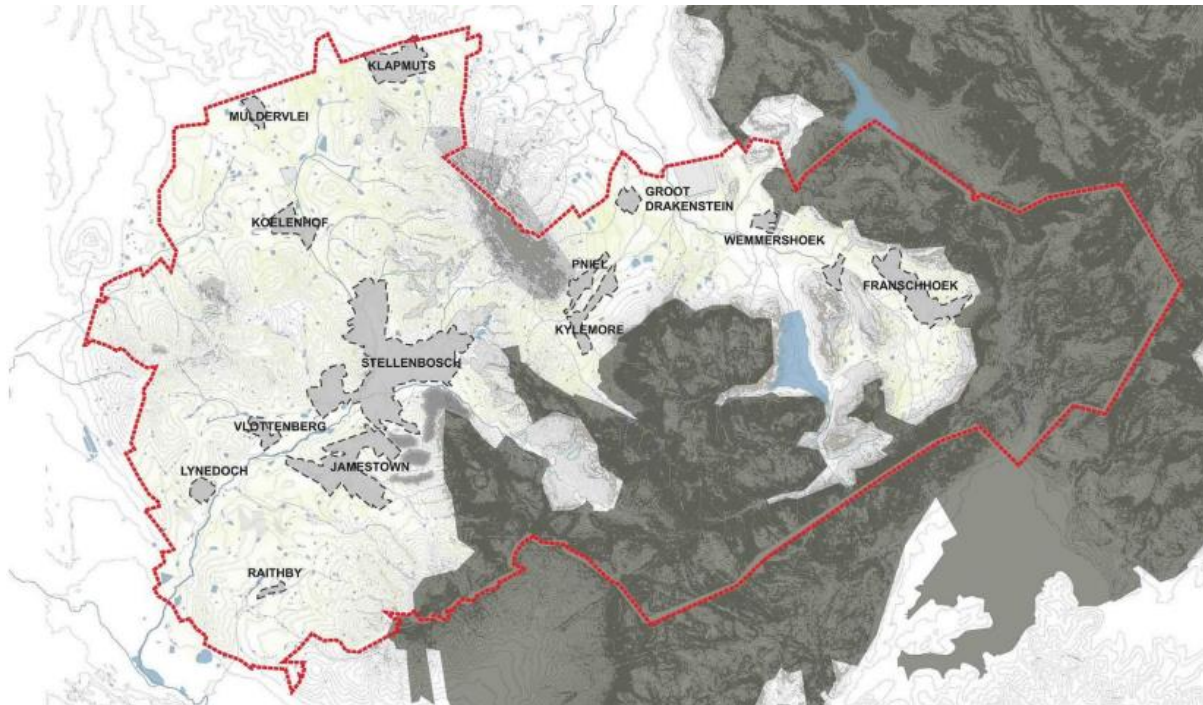 KLAPMUTS
MULDERVLEI
GROOT
DRAKENSTEIN
KOELENHOF
WEMMERSHOEK
PNIEL
FRANSCHHOEK
KYLEMORE
STELLENBOSCH
VLOTTENBERG
LYNEDOCH
JAMESTOWN
RAITHBY